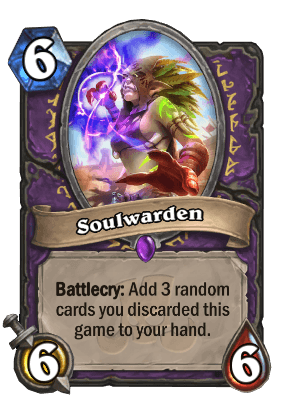 6
Soulwarden
Battlecry: Add 3 random
cards you discarded this
game to your hand.
6
6